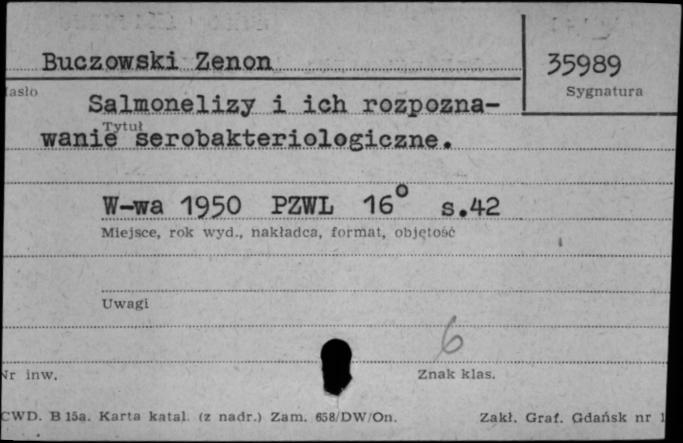 Buczowski Zenon
35989
asło
Sygnatura
Salmonelizy i ich rozpozna-
Tytuł
wanie serobakteriologiczne.
W-wa 1950 PZWL 16° s.42
Miejsce, rok wyd., nakładca, format, objętość
Uwagi
6
Nr inw.
Znak klas.
CWD. B 15a. Karta katal. (z nadr.) Zam. 658/DW/On.
Zakł. Graf. Gdańsk nr 1